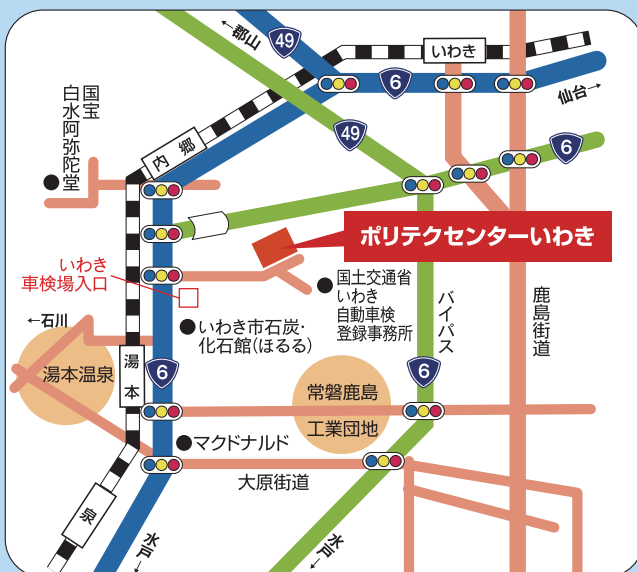 ←郡山
49
いわき
6
仙台→
国宝
白水阿弥陀堂
内郷
49
6
ポリテクセンターいわき
いわき
車検場入口
国土交通省
いわき
自動車検
登録事務所
バイパス
鹿島街道
←石川
いわき市石炭・
化石館(ほるる)
湯本温泉
湯本
6
6
常磐鹿島
工業団地
マクドナルド
大原街道
泉
水戸→
水戸→